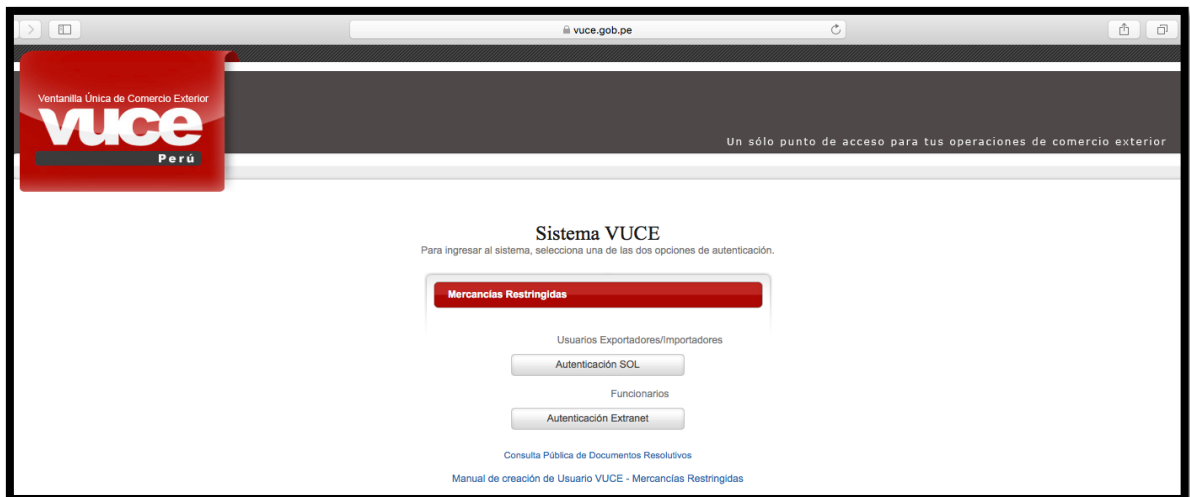 vuce.gob.pe
Ventanilla Única de Comercio Exterior
vuce
Perú
Un sólo punto de acceso para tus operaciones de comercio exterior
Sistema VUCE
Para ingresar al sistema, selecciona una de las dos opciones de autenticación.
Mercancías Restringidas
Usuarios Exportadores/Importadores
Autenticación SOL
Funcionarios
Autenticación Extranet
Consulta Pública de Documentos Resolutivos
Manual de creación de Usuario VUCE - Mercancías Restringidas